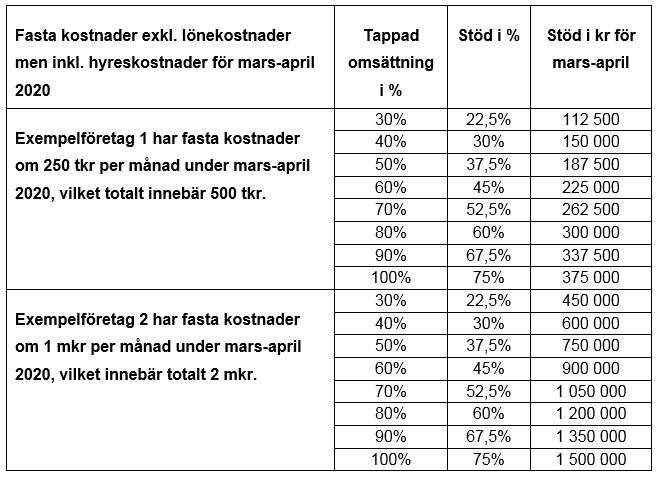 Fasta kostnader exkl. lönekostnader
men inkl. hyreskostnader för mars-april
2020
Tappad
omsättning
i %
Stöd i %
Stöd i kr för
mars-april
Exempelföretag 1 har fasta kostnader
om 250 tkr per månad under mars-april
2020, vilket totalt innebär 500 tkr.
30% 22,5% 112 500
40% 30% 150 000
50% 37,5% 187 500
60% 45% 225 000
70% 52,5% 262 500
80% 60% 300 000
90% 67,5% 337 500
100% 75% 375 000
Exempelföretag 2 har fasta kostnader
om 1 mkr per månad under mars-april
2020, vilket innebär totalt 2 mkr.
30% 22,5% 450 000
40% 30% 600 000
50% 37,5% 750 000
60% 45% 900 000
70% 52,5% 1 050 000
80% 60% 1 200 000
90% 67,5% 1 350 000
100% 75% 1 500 000